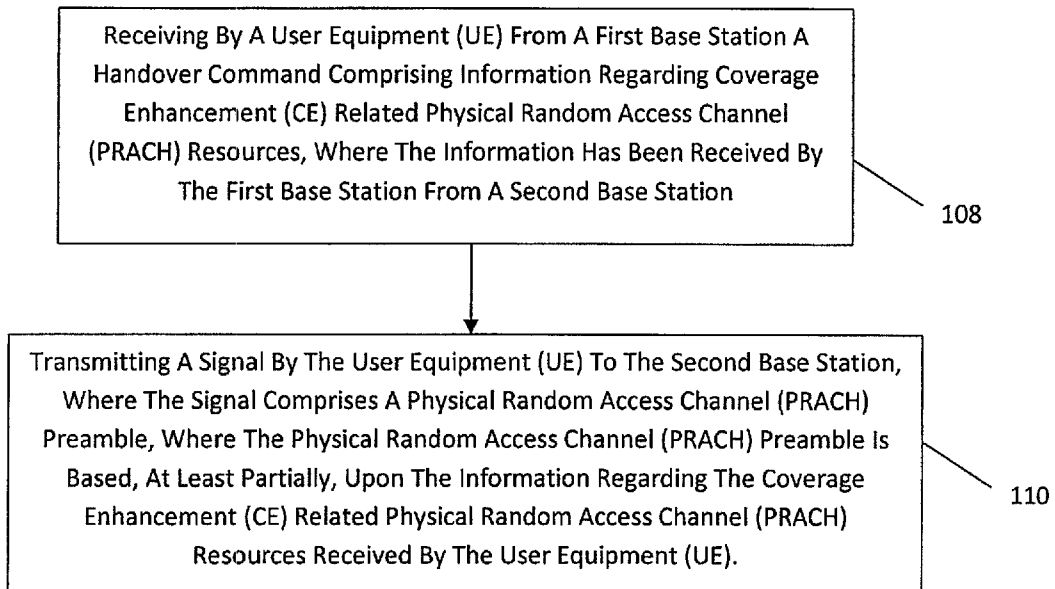 Receiving By A User Equipment (UE) From A First Base Station A
Handover Command Comprising Information Regarding Coverage
Enhancement (CE) Related Physical Random Access Channel
(PRACH) Resources, Where The Information Has Been Received By
The First Base Station From A Second Base Station
108
Transmitting A Signal By The User Equipment (UE) To The Second Base Station,
Where The Signal Comprises A Physical Random Access Channel (PRACH)
Preamble, Where The Physical Random Access Channel (PRACH) Preamble Is
Based, At Least Partially, Upon The Information Regarding The Coverage
Enhancement (CE) Related Physical Random Access Channel (PRACH)
Resources Received By The User Equipment (UE).
110